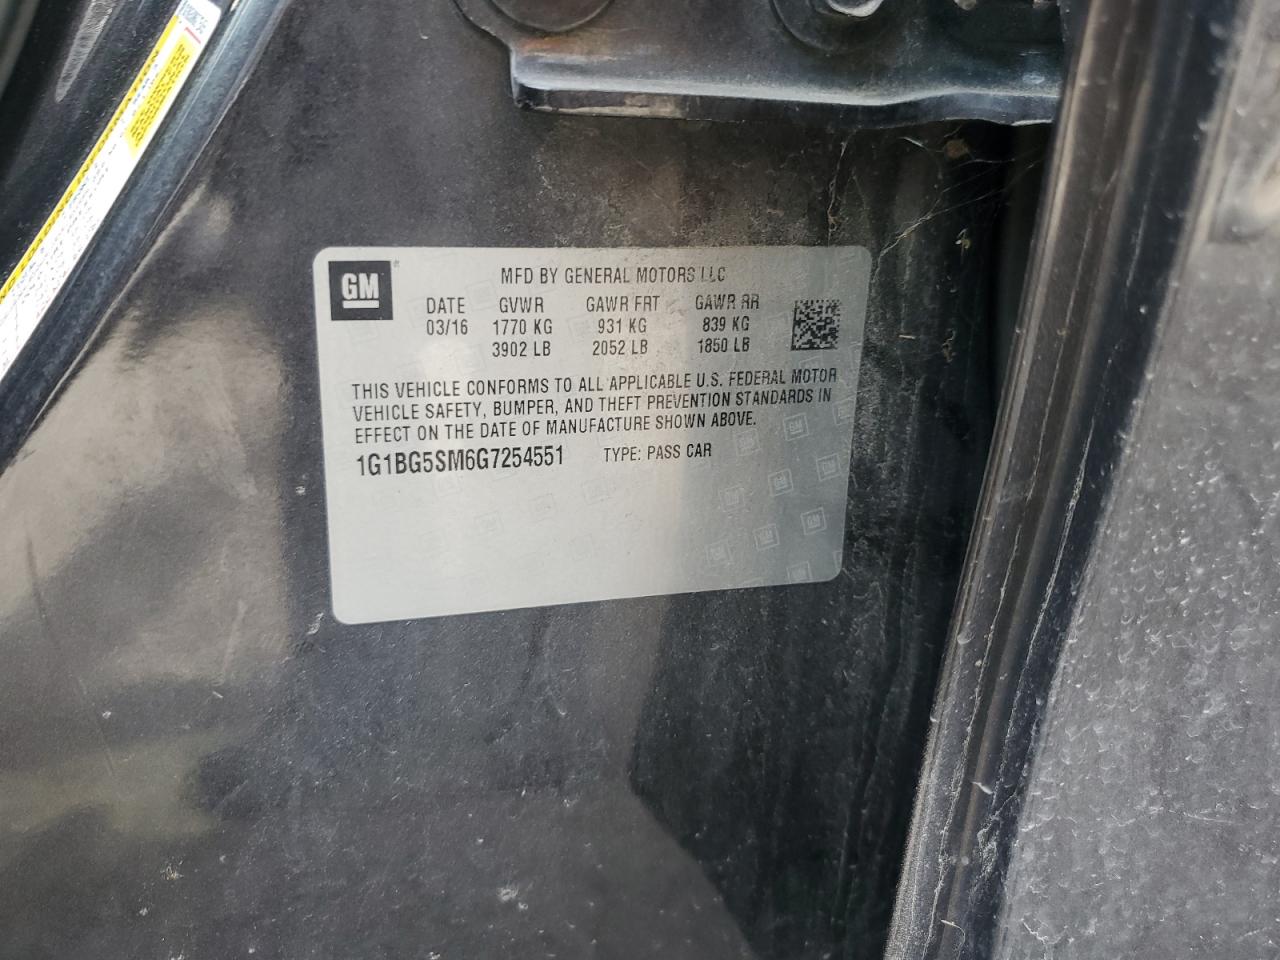 GM
MFD BY GENERAL MOTORS LLC
DATE GVWR GAWR FRT GAWR RR
03/16 1770 KG 931 KG 839 KG
3902 LB 2052 LB 1850 LB
THIS VEHICLE CONFORMS TO ALL APPLICABLE U.S. FEDERAL MOTOR
VEHICLE SAFETY, BUMPER, AND THEFT PREVENTION STANDARDS IN
EFFECT ON THE DATE OF MANUFACTURE SHOWN ABOVE.
1G1BG5SM6G7254551 TYPE: PASS CAR
LOADING INFORMATION